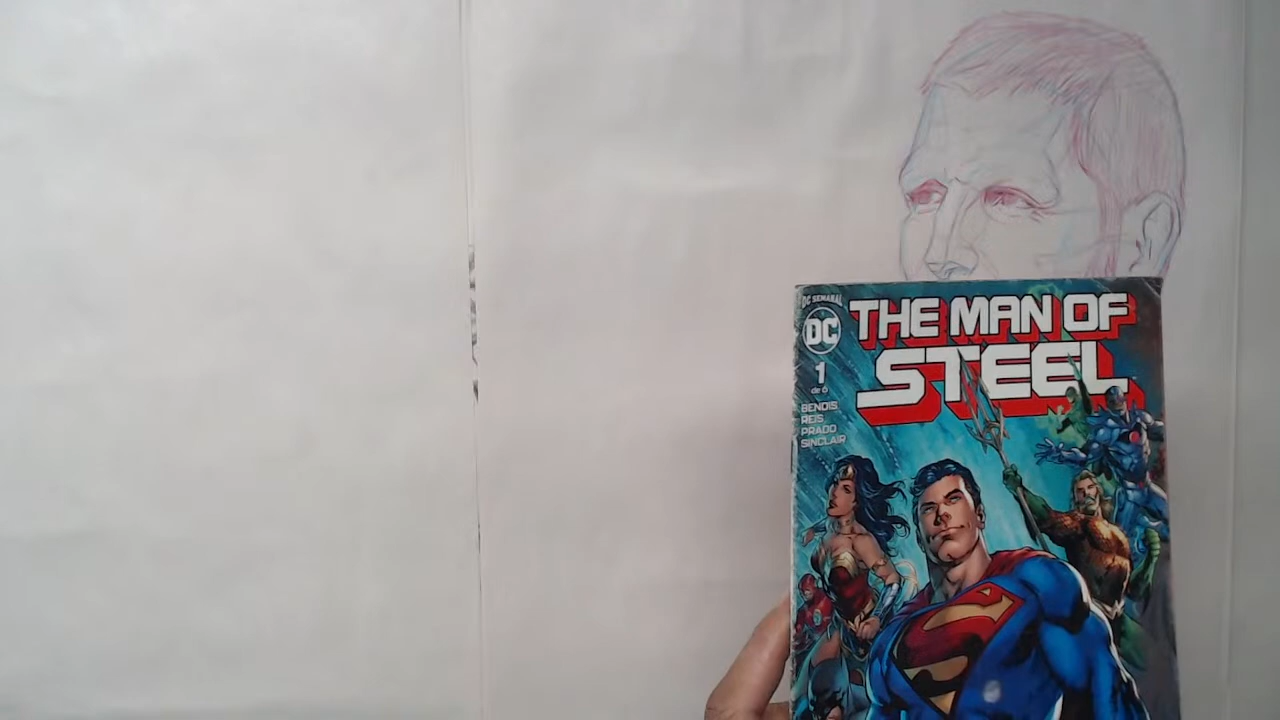 DC SEMANAL
DC
THE MAN OF
STEEL
1
de 6
BENDIS
REIS
PRADO
SINCLAIR